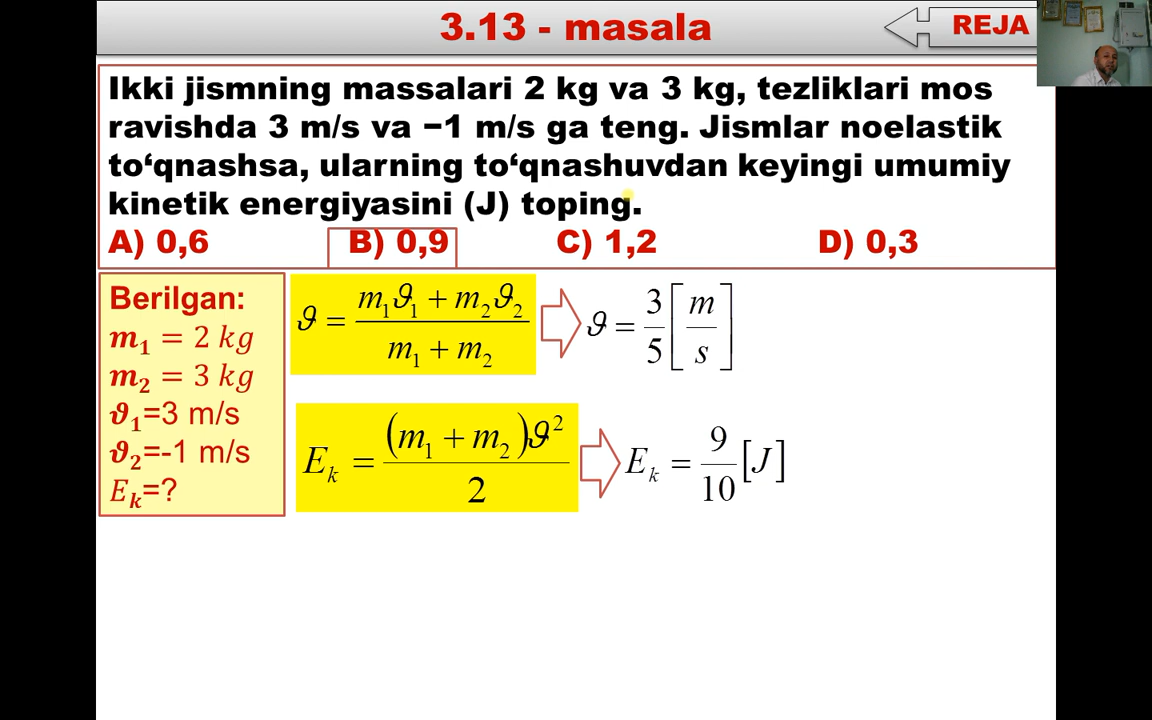 3.13 - masala
REJA
Ikki jismning massalari 2 kg va 3 kg, tezliklari mos
ravishda 3 m/s va −1 m/s ga teng. Jismlar noelastik
to‘qnashsa, ularning to‘qnashuvdan keyingi umumiy
kinetik energiyasini (J) toping.
A) 0,6 B) 0,9 C) 1,2 D) 0,3
Berilgan:
m₁ = 2 kg
m₂ = 3 kg
ϑ₁=3 m/s
ϑ₂=-1 m/s
Eₖ=?
ϑ = (m₁ϑ₁ + m₂ϑ₂) / (m₁ + m₂)
ϑ = 3/5 [m/s]
Eₖ = (m₁ + m₂)ϑ² / 2
Eₖ = 9/10 [J]